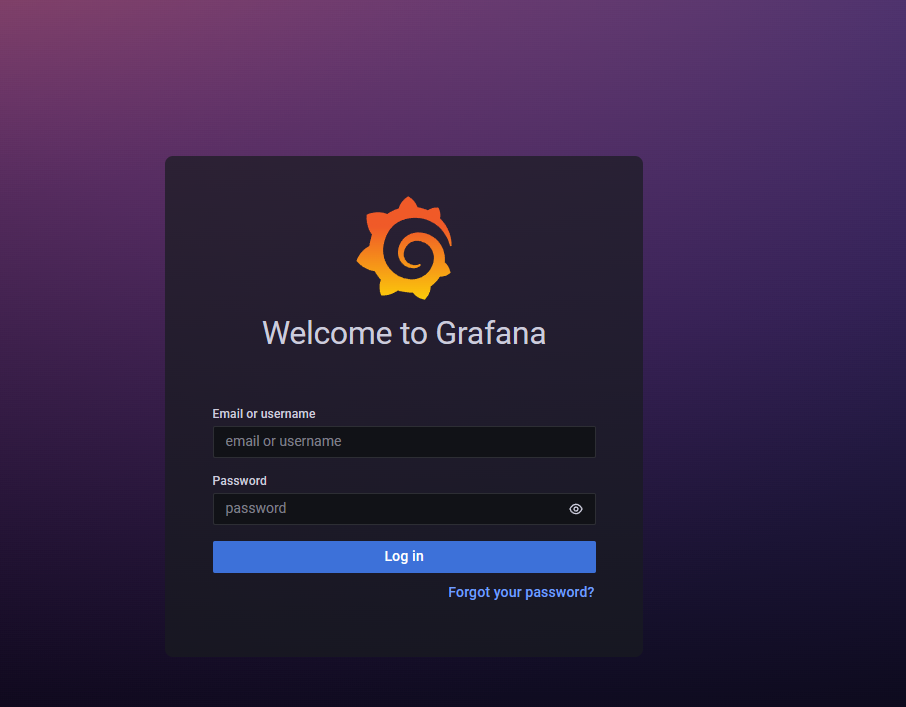 Welcome to Grafana
Email or username
email or username
Password
password
Log in
Forgot your password?